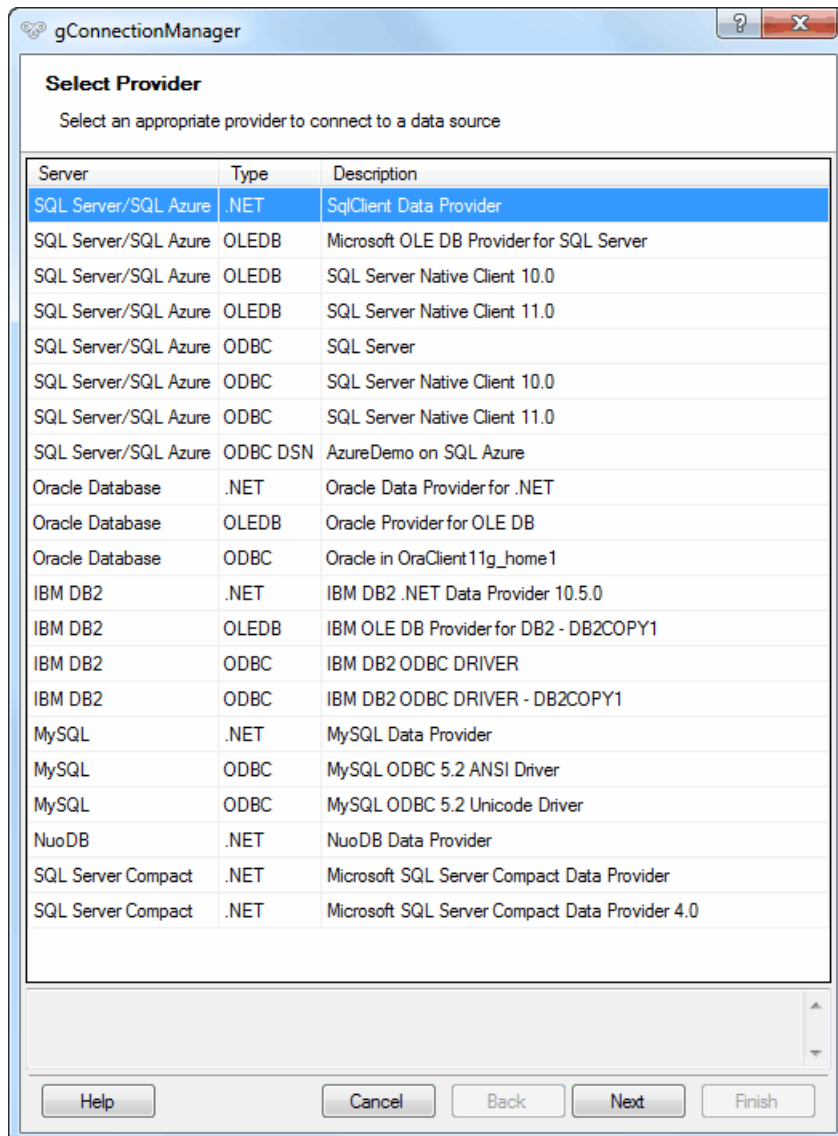 gConnectionManager
Select Provider
Select an appropriate provider to connect to a data source
Server Type Description
SQL Server/SQL Azure .NET SqlClient Data Provider
SQL Server/SQL Azure OLEDB Microsoft OLE DB Provider for SQL Server
SQL Server/SQL Azure OLEDB SQL Server Native Client 10.0
SQL Server/SQL Azure OLEDB SQL Server Native Client 11.0
SQL Server/SQL Azure ODBC SQL Server
SQL Server/SQL Azure ODBC SQL Server Native Client 10.0
SQL Server/SQL Azure ODBC SQL Server Native Client 11.0
SQL Server/SQL Azure ODBC DSN AzureDemo on SQL Azure
Oracle Database .NET Oracle Data Provider for .NET
Oracle Database OLEDB Oracle Provider for OLE DB
Oracle Database ODBC Oracle in OraClient11g_home1
IBM DB2 .NET IBM DB2 .NET Data Provider 10.5.0
IBM DB2 OLEDB IBM OLE DB Provider for DB2 - DB2COPY1
IBM DB2 ODBC IBM DB2 ODBC DRIVER
IBM DB2 ODBC IBM DB2 ODBC DRIVER - DB2COPY1
MySQL .NET MySQL Data Provider
MySQL ODBC MySQL ODBC 5.2 ANSI Driver
MySQL ODBC MySQL ODBC 5.2 Unicode Driver
NuoDB .NET NuoDB Data Provider
SQL Server Compact .NET Microsoft SQL Server Compact Data Provider
SQL Server Compact .NET Microsoft SQL Server Compact Data Provider 4.0
Help Cancel Back Next Finish